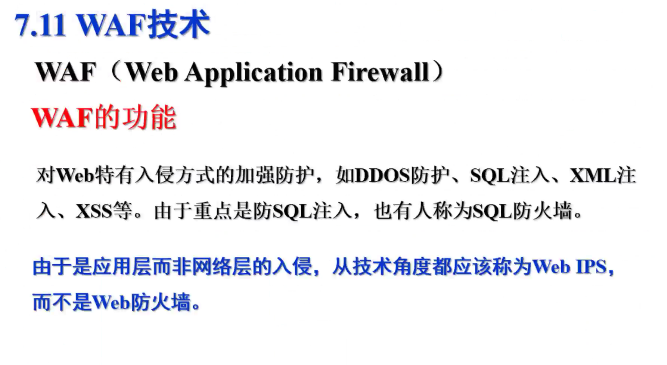 7.11 WAF技术
WAF（Web Application Firewall）
WAF的功能
对Web特有入侵方式的加强防护，如DDOS防护、SQL注入、XML注
入、XSS等。由于重点是防SQL注入，也有人称为SQL防火墙。
由于是应用层而非网络层的入侵，从技术角度都应该称为Web IPS，
而不是Web防火墙。